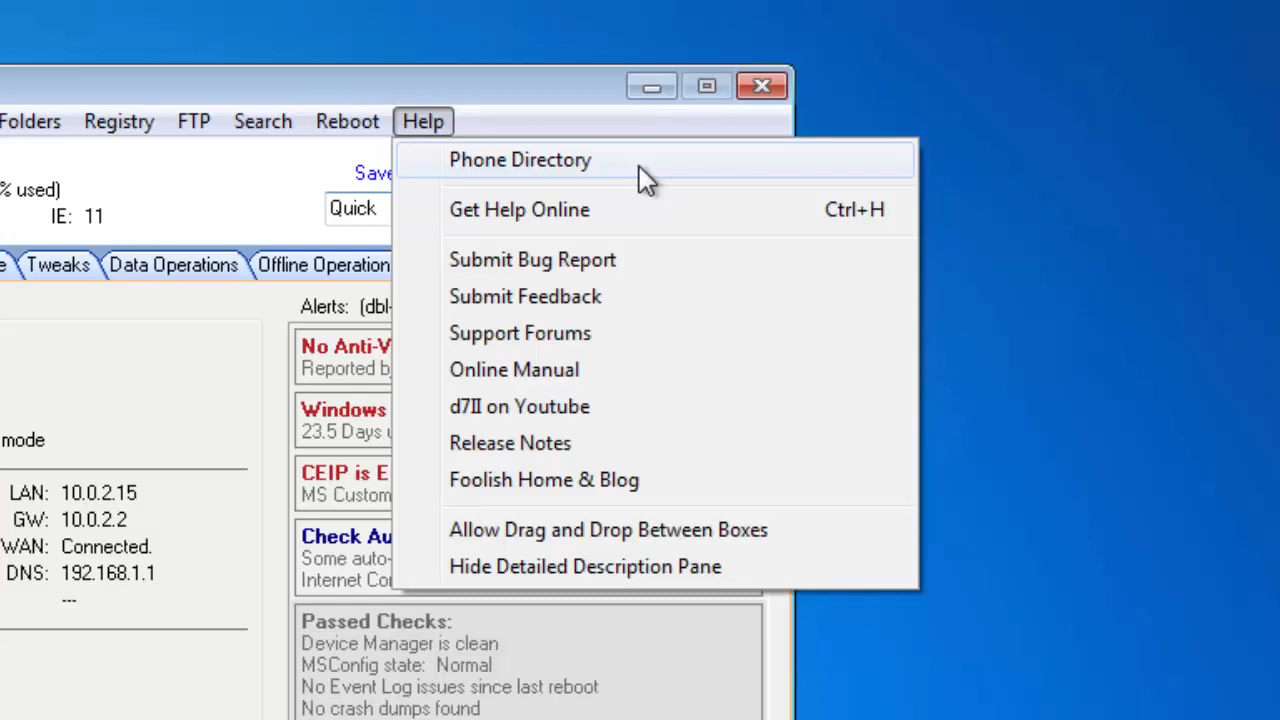 Folders Registry FTP Search Reboot Help
Phone Directory
Get Help Online Ctrl+H
Submit Bug Report
Submit Feedback
Support Forums
Online Manual
d7II on Youtube
Release Notes
Foolish Home & Blog
Allow Drag and Drop Between Boxes
Hide Detailed Description Pane
Save
% used)
IE: 11
Quick
e Tweaks Data Operations Offline Operation
Alerts: (dbl-
No Anti-V
Reported b
Windows
23.5 Days u
mode
CEIP is E
MS Custom
LAN: 10.0.2.15
GW: 10.0.2.2
WAN: Connected.
DNS: 192.168.1.1
---
Check Au
Some auto-
Internet Co
Passed Checks:
Device Manager is clean
MSConfig state: Normal
No Event Log issues since last reboot
No crash dumps found